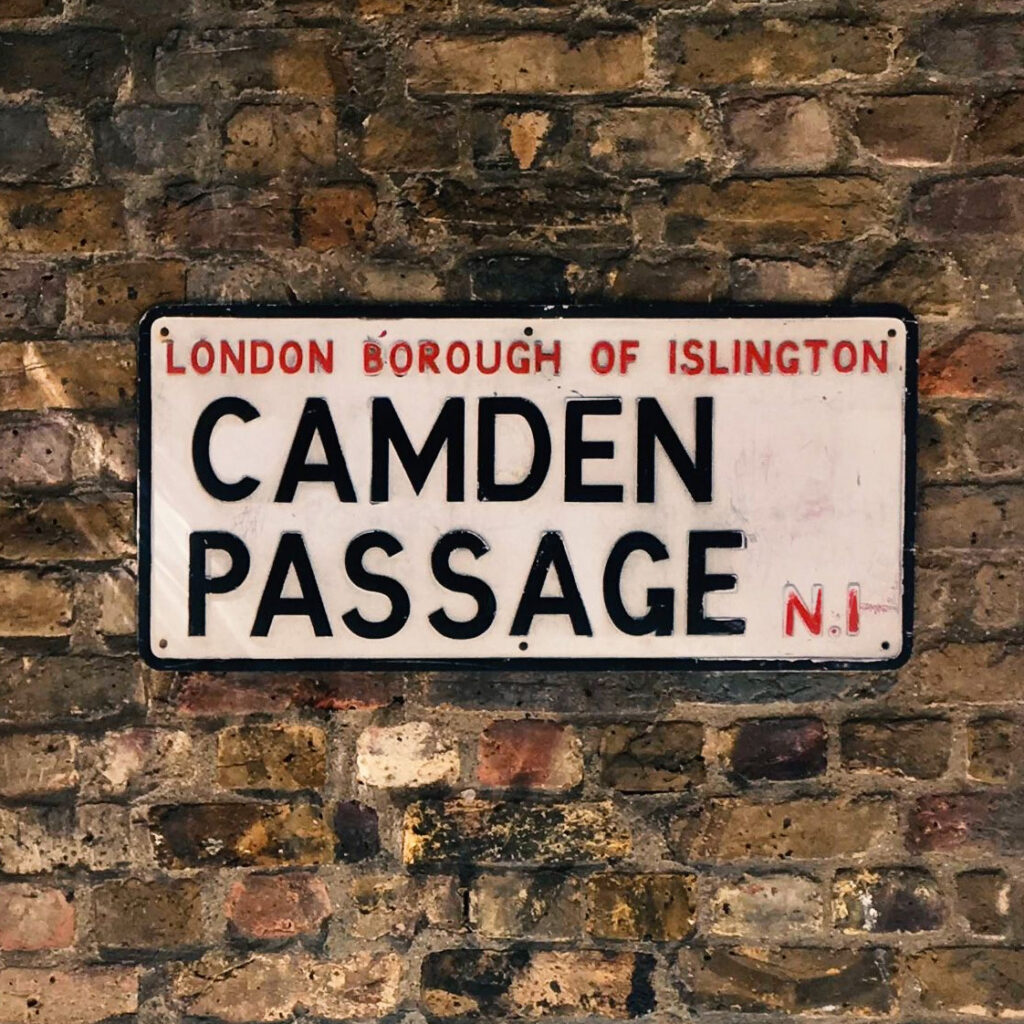 LONDON BOROUGH OF ISLINGTON
CAMDEN
PASSAGE
N.1